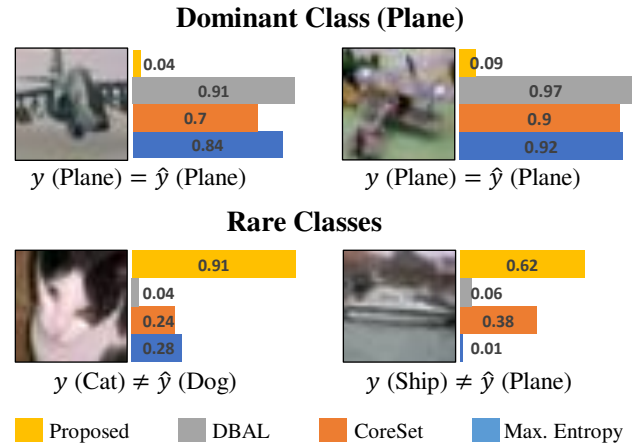 Dominant Class (Plane)
0.04
0.91
0.7
0.84
0.09
0.97
0.9
0.92
y (Plane) = ŷ (Plane)
y (Plane) = ŷ (Plane)
Rare Classes
0.91
0.04
0.24
0.28
0.62
0.06
0.38
0.01
y (Cat) ≠ ŷ (Dog)
y (Ship) ≠ ŷ (Plane)
Proposed DBAL CoreSet Max. Entropy